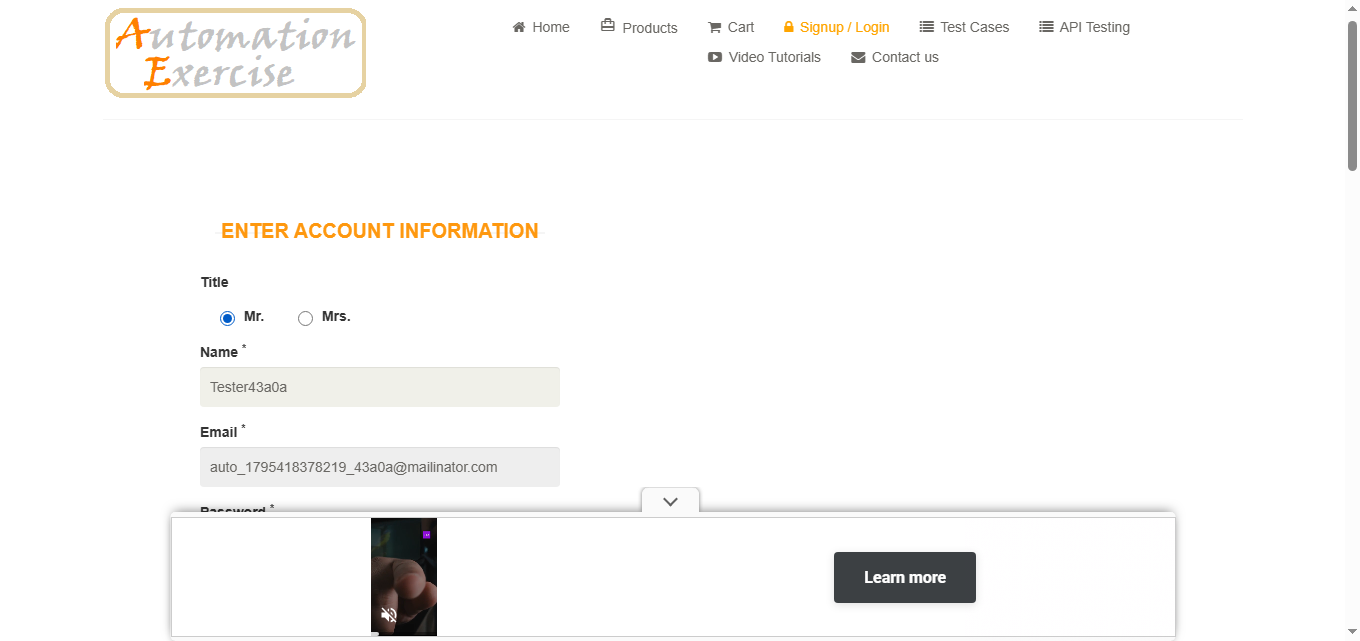 Automation
Exercise
Home
Products
Cart
Signup / Login
Test Cases
API Testing
Video Tutorials
Contact us
ENTER ACCOUNT INFORMATION
Title
Mr.
Mrs.
Name *
Tester43a0a
Email *
auto_1795418378219_43a0a@mailinator.com
Password *
Learn more